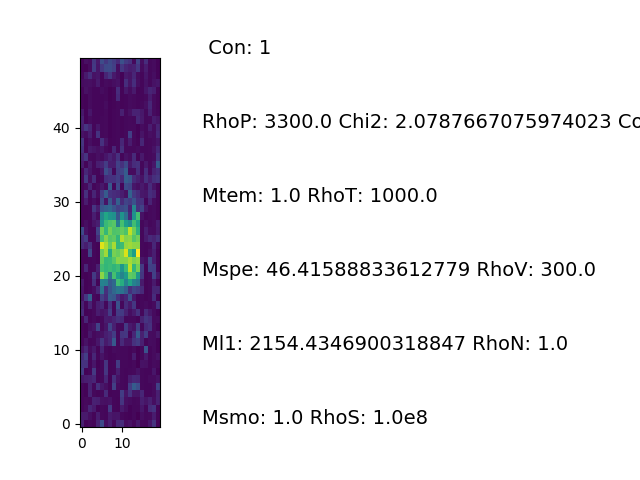 Con: 1
RhoP: 3300.0 Chi2: 2.0787667075974023 Co
Mtem: 1.0 RhoT: 1000.0
Mspe: 46.41588833612779 RhoV: 300.0
Ml1: 2154.4346900318847 RhoN: 1.0
Msmo: 1.0 RhoS: 1.0e8
40
30
20
10
0
0 10